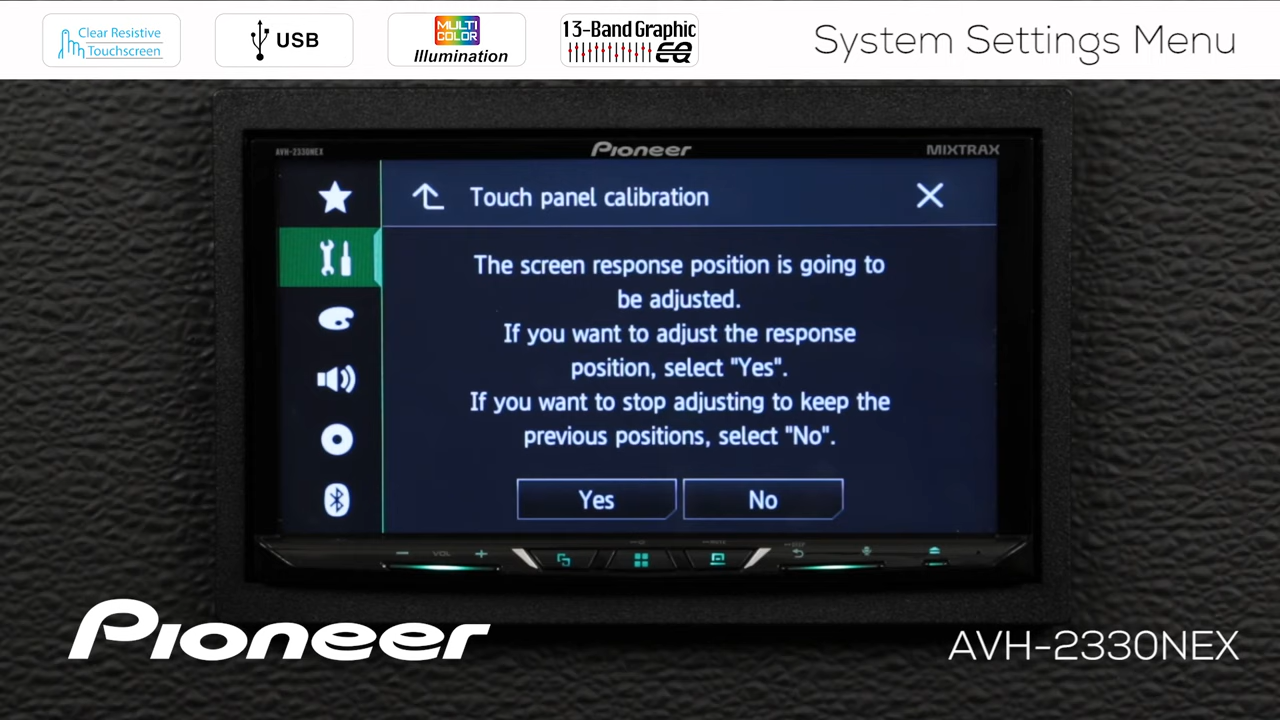 Clear Resistive
Touchscreen
USB
MULTI
COLOR
Illumination
13-Band Graphic
EQ
System Settings Menu
AVH-2330NEX
Pioneer
MIXTRAX
Touch panel calibration
The screen response position is going to
be adjusted.
If you want to adjust the response
position, select "Yes".
If you want to stop adjusting to keep the
previous positions, select "No".
Yes
No
VOL
Pioneer
AVH-2330NEX